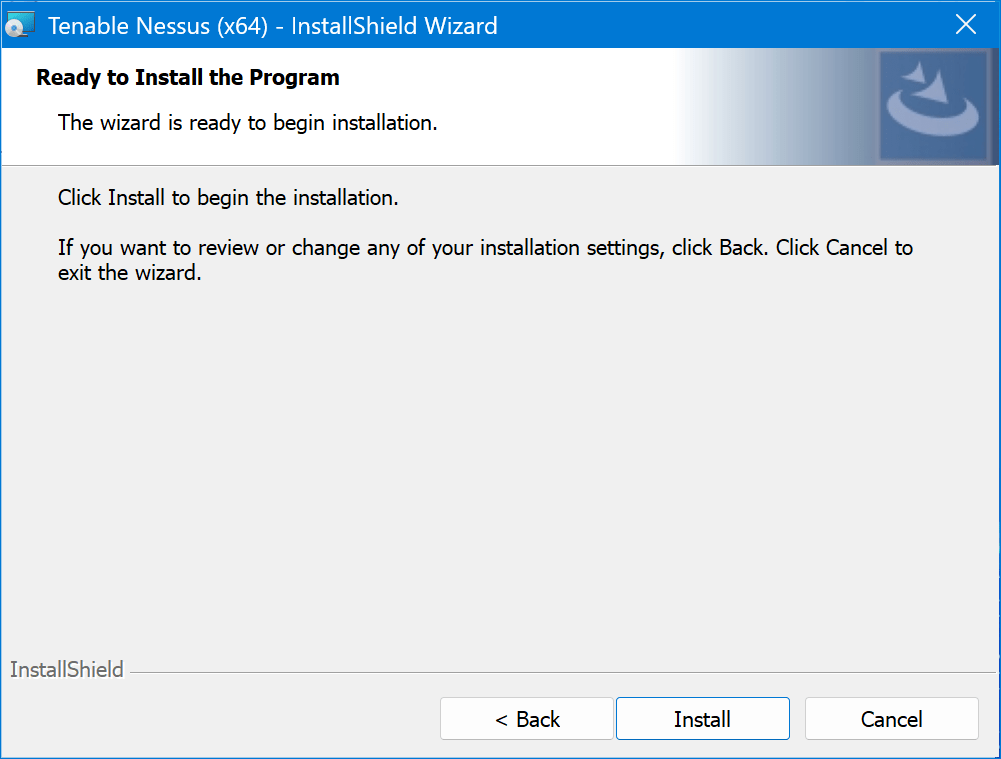 Tenable Nessus (x64) - InstallShield Wizard
Ready to Install the Program
The wizard is ready to begin installation.
Click Install to begin the installation.
If you want to review or change any of your installation settings, click Back. Click Cancel to
exit the wizard.
InstallShield
< Back
Install
Cancel